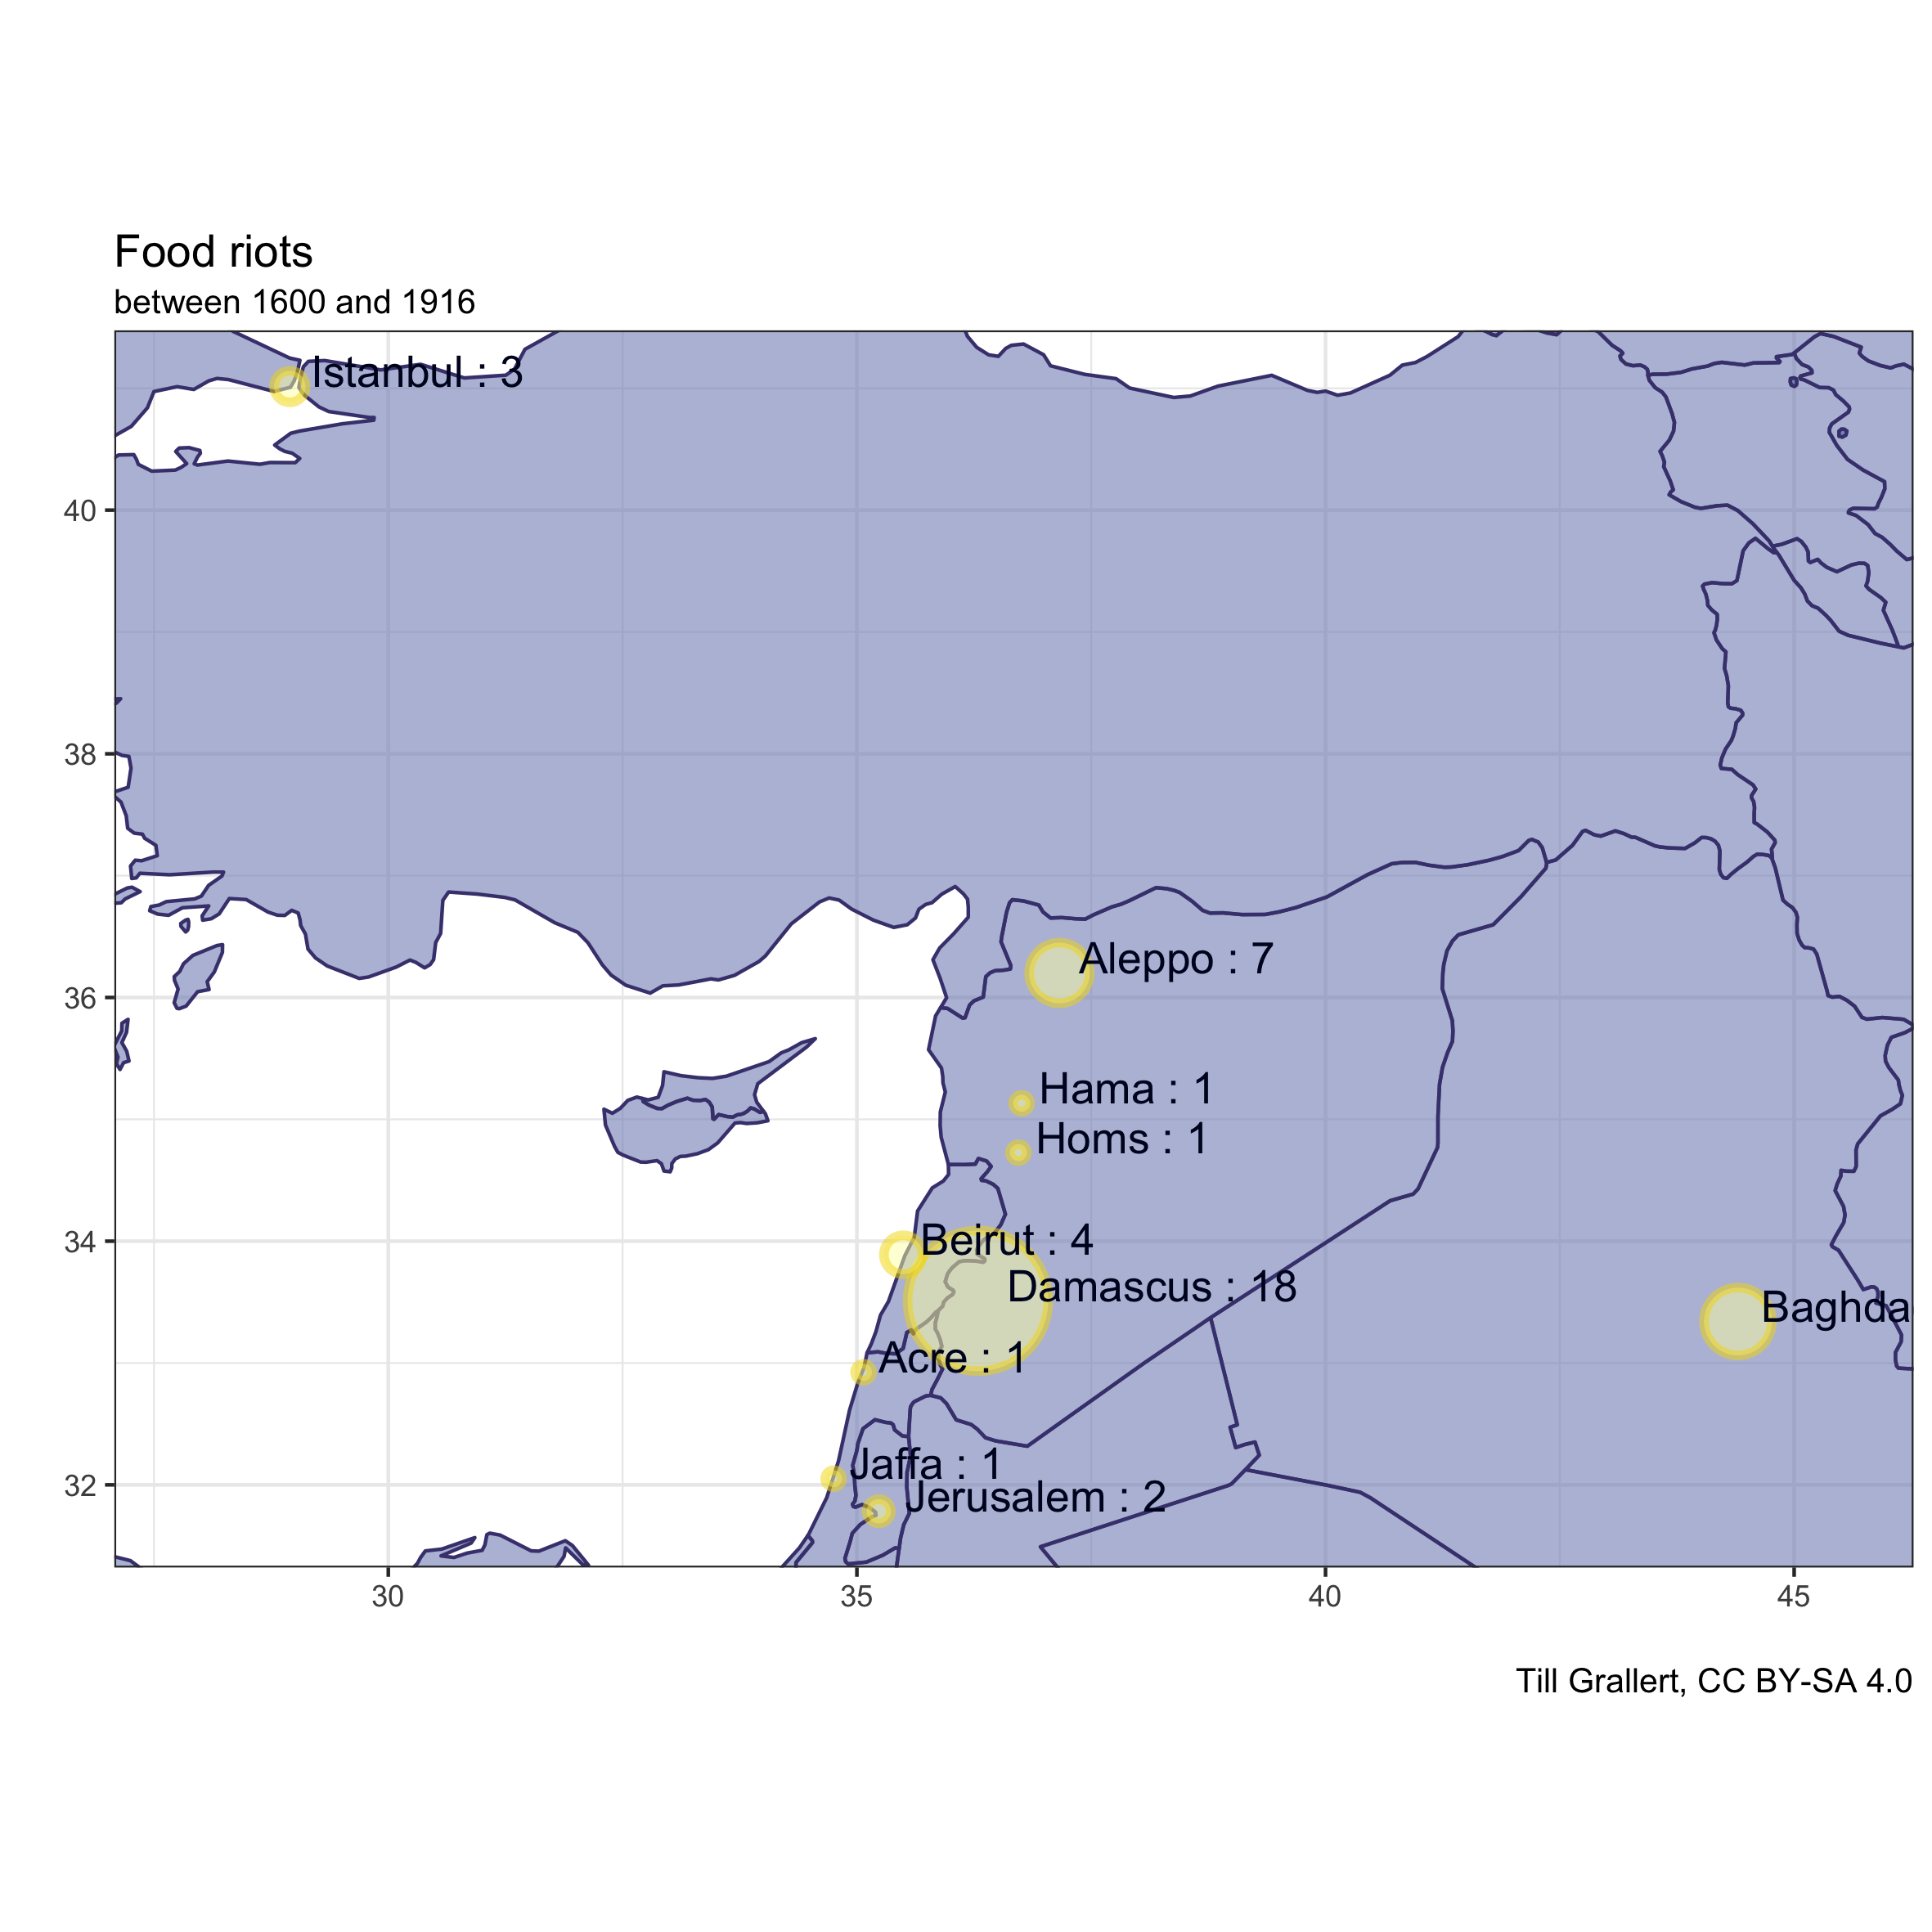 Food riots
between 1600 and 1916
Istanbul : 3
40
38
Aleppo : 7
36
Hama : 1
Homs : 1
34
Beirut : 4
Damascus : 18
Baghda
Acre : 1
Jaffa : 1
32
Jerusalem : 2
30 35 40 45
Till Grallert, CC BY-SA 4.0